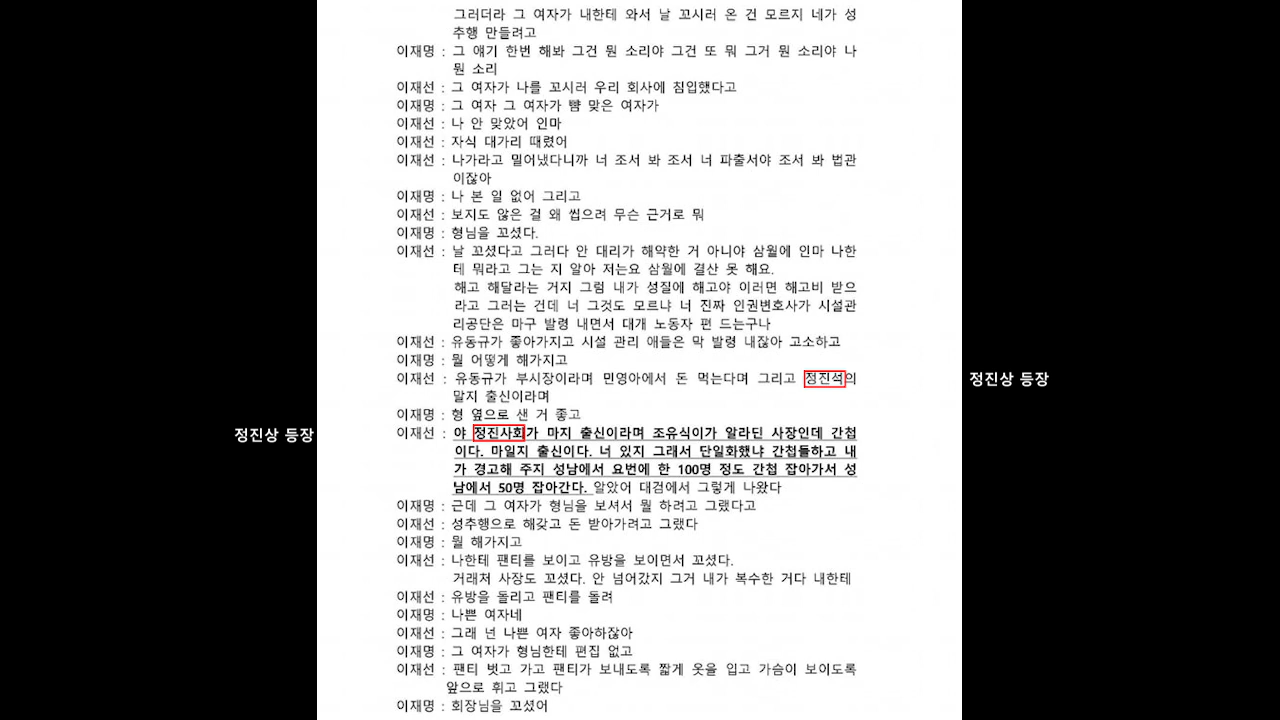 그러더라 그 여자가 내한테 와서 날 꼬시러 온 건 모르지 네가 성
추행 만들려고
이재명 : 그 얘기 한번 해봐 그건 뭔 소리야 그건 또 뭐 그거 뭔 소리야 나
뭔 소리
이재선 : 그 여자가 나를 꼬시러 우리 회사에 침입했다고
이재명 : 그 여자 그 여자가 뺨 맞은 여자가
이재선 : 나 안 맞았어 인마
이재선 : 자식 대가리 때렸어
이재선 : 나가라고 밀어냈다니까 너 조서 봐 조서 너 파출서야 조서 봐 법관
이잖아
이재명 : 나 본 일 없어 그리고
이재선 : 보지도 않은 걸 왜 씹으려 무슨 근거로 뭐
이재명 : 형님을 꼬셨다.
이재선 : 날 꼬셨다고 그러다 안 대리가 해약한 거 아니야 삼월에 인마 나한
테 뭐라고 그는 지 알아 저는요 삼월에 결산 못 해요.
해고 해달라는 거지 그럼 내가 성질에 해고야 이러면 해고비 받으
라고 그러는 건데 너 그것도 모르냐 너 진짜 인권변호사가 시설관
리공단은 마구 발령 내면서 대개 노동자 편 드는구나
이재선 : 유동규가 좋아가지고 시설 관리 애들은 막 발령 내잖아 고소하고
이재명 : 뭘 어떻게 해가지고
이재선 : 유동규가 부시장이라며 민영아에서 돈 먹는다며 그리고 정진석의
말지 출신이라며
정진상 등장
이재명 : 형 옆으로 샌 거 좋고
이재선 : 야 정진사회가 마지 출신이라며 조유식이가 알라딘 사장인데 간첩
정진상 등장
이다. 마일지 출신이다. 너 있지 그래서 단일화했냐 간첩들하고 내
가 경고해 주지 성남에서 요번에 한 100명 정도 간첩 잡아가서 성
남에서 50명 잡아간다. 알았어 대검에서 그렇게 나왔다
이재명 : 근데 그 여자가 형님을 보셔서 뭘 하려고 그랬다고
이재선 : 성추행으로 해갖고 돈 받아가려고 그랬다
이재명 : 뭘 해가지고
이재선 : 나한테 팬티를 보이고 유방을 보이면서 꼬셨다.
거래처 사장도 꼬셨다. 안 넘어갔지 그거 내가 복수한 거다 내한테
이재선 : 유방을 돌리고 팬티를 돌려
이재명 : 나쁜 여자네
이재선 : 그래 넌 나쁜 여자 좋아하잖아
이재명 : 그 여자가 형님한테 편집 없고
이재선 : 팬티 벗고 가고 팬티가 보내도록 짧게 옷을 입고 가슴이 보이도록
앞으로 휘고 그랬다
이재명 : 회장님을 꼬셨어